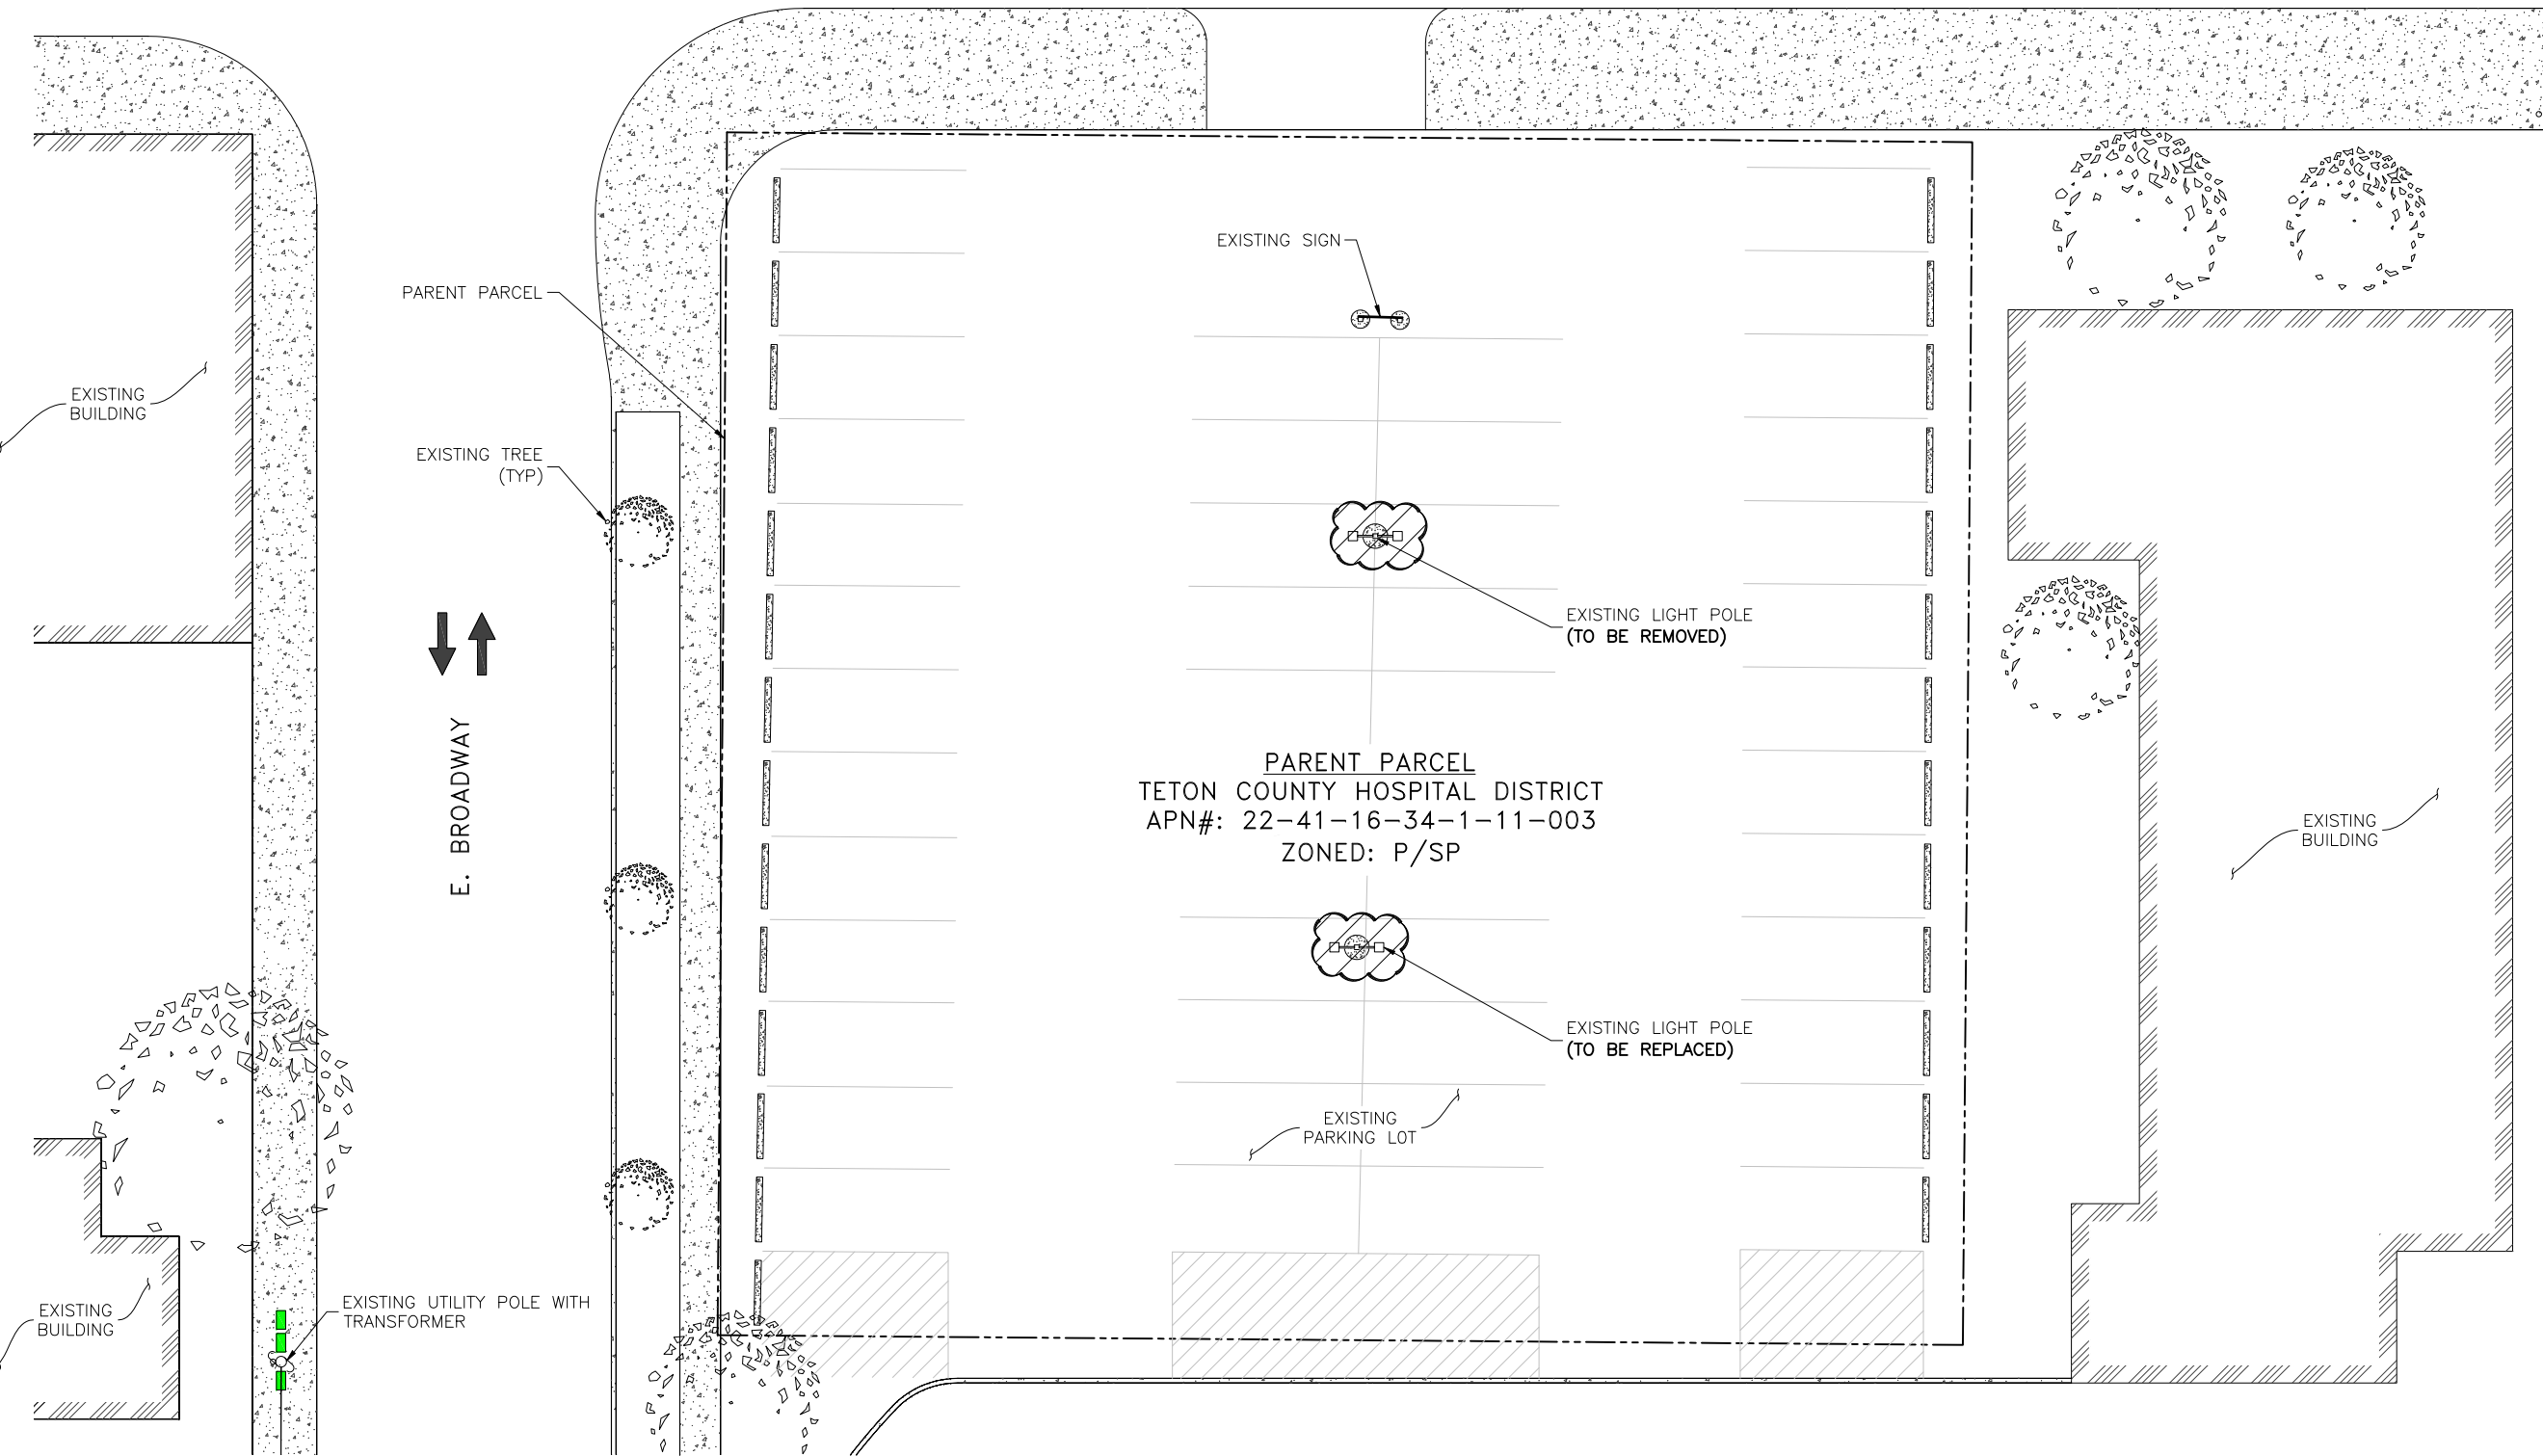 EXISTING SIGN
PARENT PARCEL
EXISTING
BUILDING
EXISTING TREE
(TYP)
EXISTING LIGHT POLE
(TO BE REMOVED)
E. BROADWAY
PARENT PARCEL
TETON COUNTY HOSPITAL DISTRICT
APN#: 22-41-16-34-1-11-003
ZONED: P/SP
EXISTING
BUILDING
EXISTING LIGHT POLE
(TO BE REPLACED)
EXISTING
PARKING LOT
EXISTING UTILITY POLE WITH
TRANSFORMER
EXISTING
BUILDING